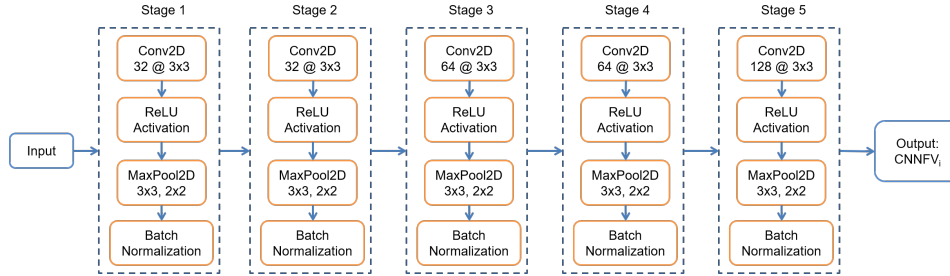 Stage 1
Conv2D
32 @ 3x3
ReLU
Activation
MaxPool2D
3x3, 2x2
Batch
Normalization
Stage 2
Conv2D
32 @ 3x3
ReLU
Activation
MaxPool2D
3x3, 2x2
Batch
Normalization
Stage 3
Conv2D
64 @ 3x3
ReLU
Activation
MaxPool2D
3x3, 2x2
Batch
Normalization
Stage 4
Conv2D
64 @ 3x3
ReLU
Activation
MaxPool2D
3x3, 2x2
Batch
Normalization
Stage 5
Conv2D
128 @ 3x3
ReLU
Activation
MaxPool2D
3x3, 2x2
Batch
Normalization
Input
Output:
CNNFVi